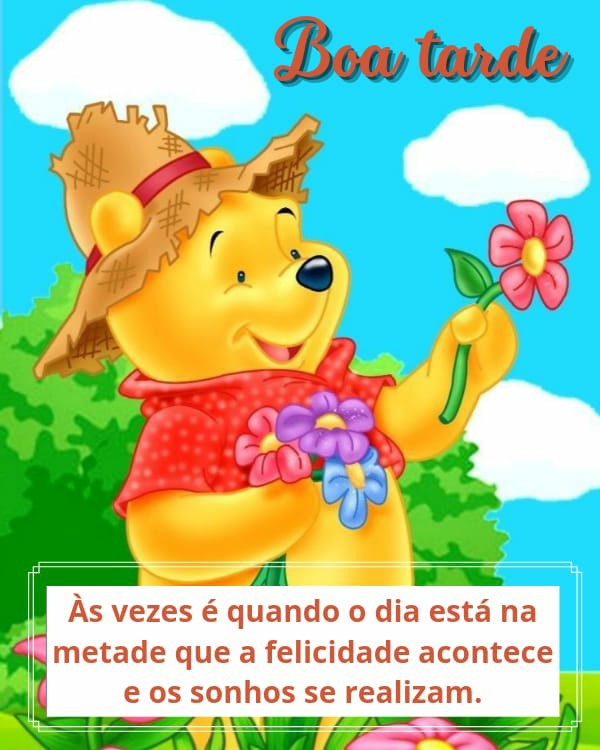 Boa tarde
Às vezes é quando o dia está na
metade que a felicidade acontece
e os sonhos se realizam.